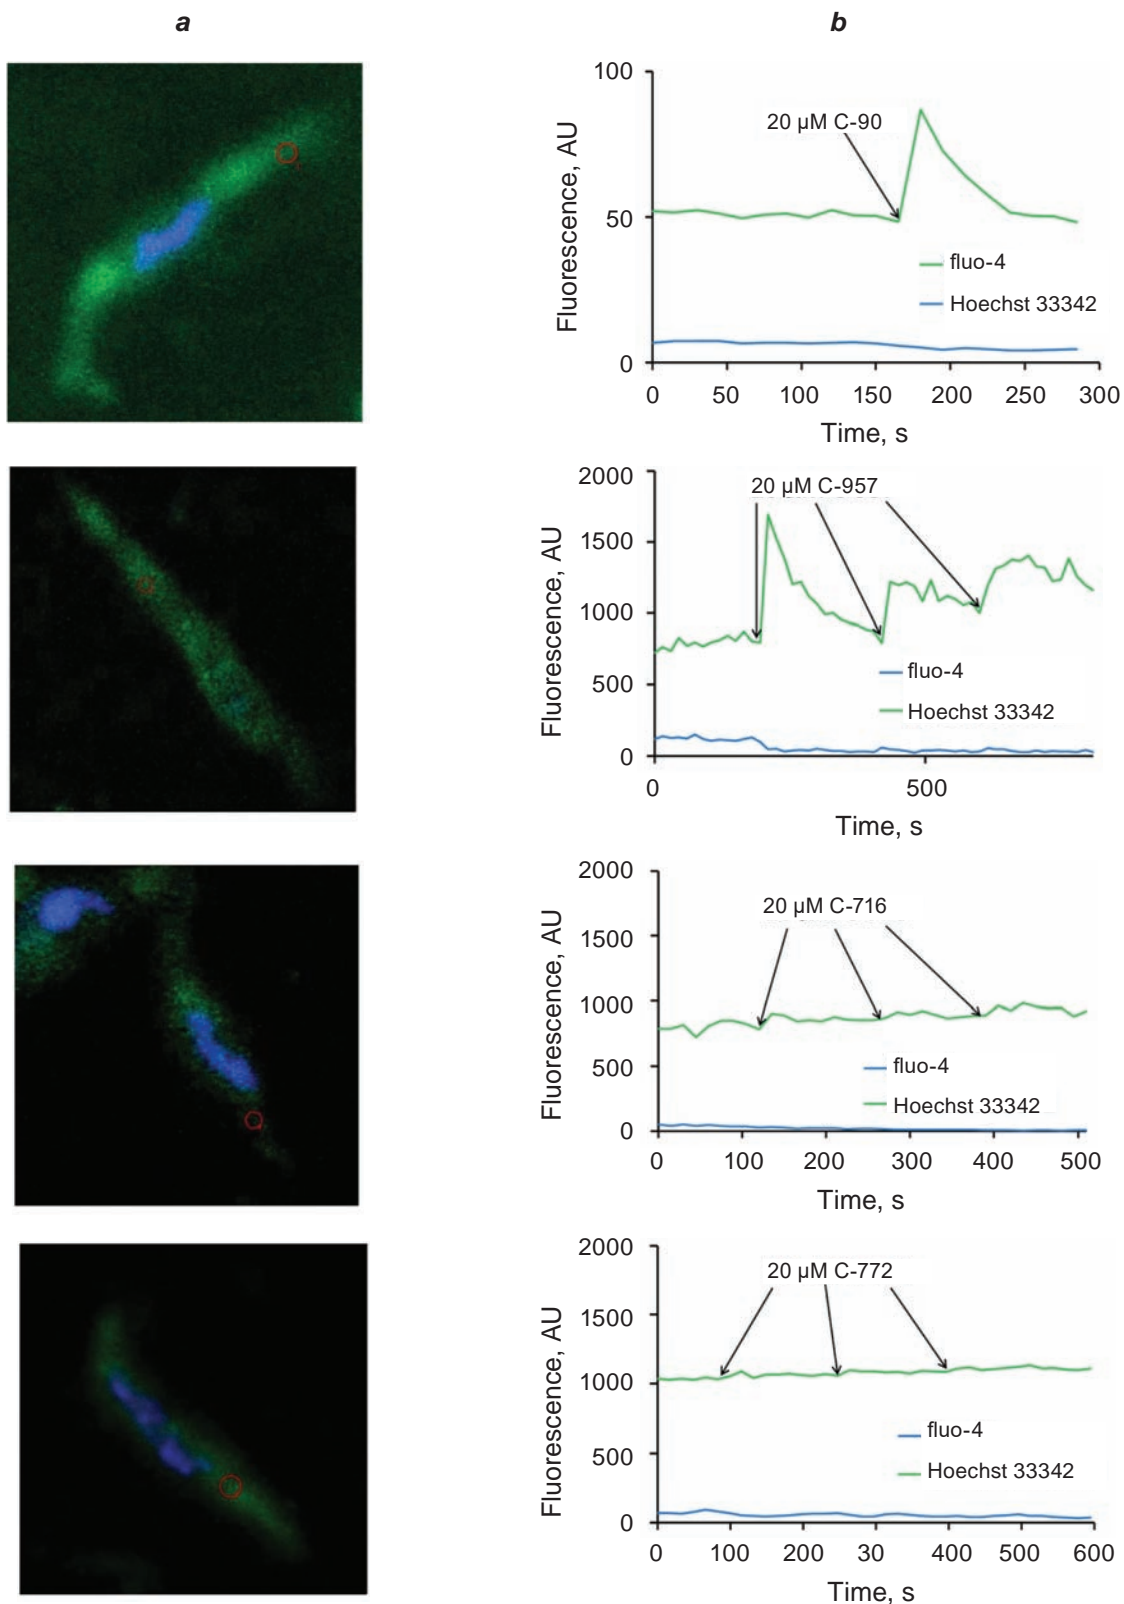 a
b
100
50
0
Fluorescence, AU
20 µM C-90
fluo-4
Hoechst 33342
0 50 100 150 200 250 300
Time, s
2000
1500
1000
500
0
Fluorescence, AU
20 µM C-957
fluo-4
Hoechst 33342
0 500
Time, s
2000
1500
1000
500
0
Fluorescence, AU
20 µM C-716
fluo-4
Hoechst 33342
0 100 200 300 400 500
Time, s
2000
1500
1000
500
0
Fluorescence, AU
20 µM C-772
fluo-4
Hoechst 33342
0 100 200 30 400 500 600
Time, s